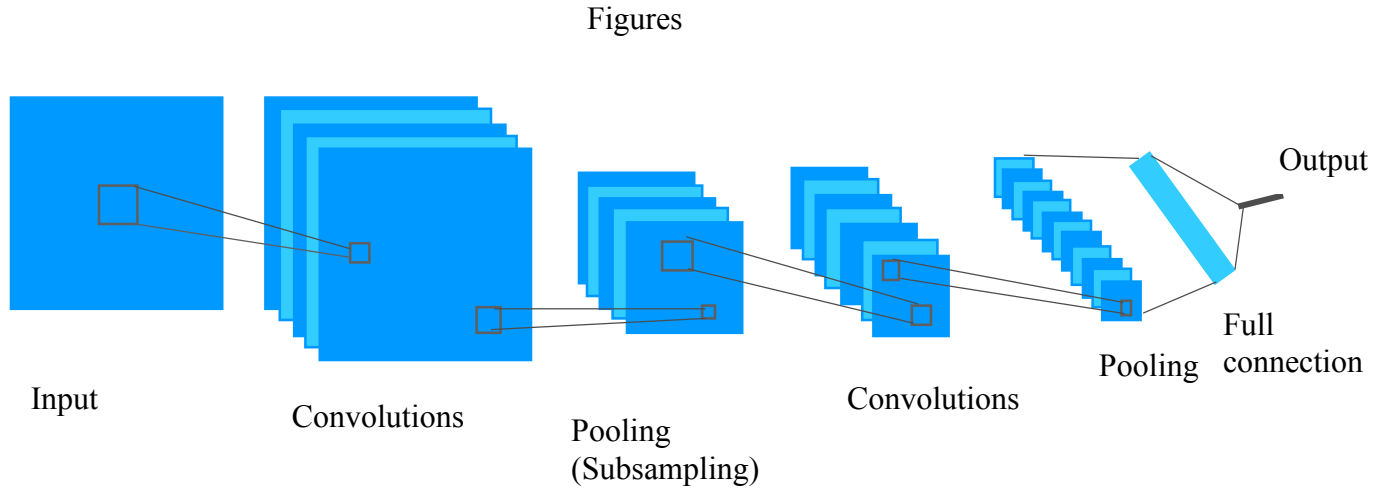 Figures
Output
Full
connection
Pooling
Input
Convolutions
Convolutions
Pooling
(Subsampling)